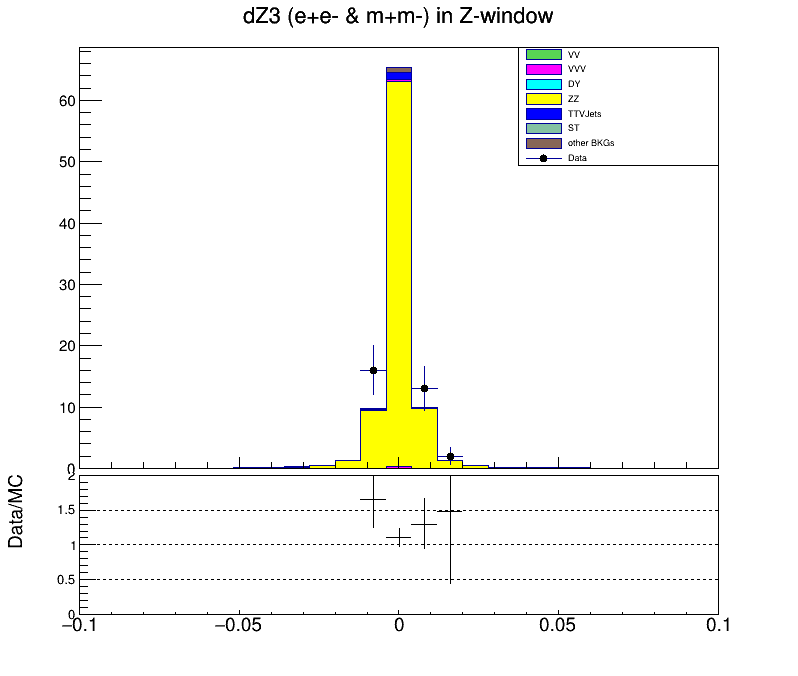 dZ3 (e+e- & m+m-) in Z-window
VV
VVV
DY
ZZ
TTVJets
ST
other BKGs
Data
60
50
40
30
20
10
0
Data/MC
2
1.5
1
0.5
0
−0.1 −0.05 0 0.05 0.1